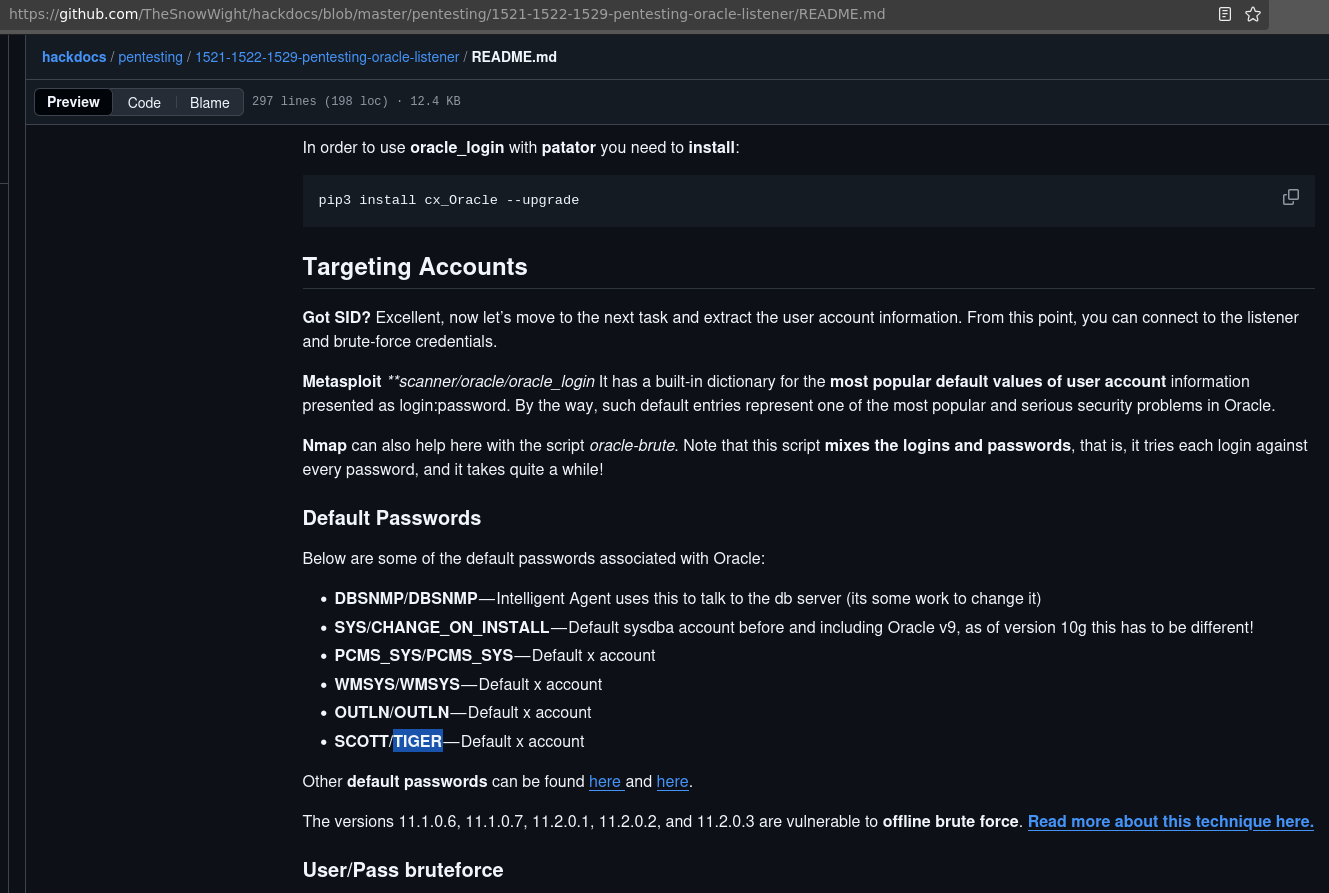 https://github.com/TheSnowWight/hackdocs/blob/master/pentesting/1521-1522-1529-pentesting-oracle-listener/README.md
hackdocs / pentesting / 1521-1522-1529-pentesting-oracle-listener / README.md
Preview Code Blame 297 lines (198 loc) · 12.4 KB
In order to use oracle_login with patator you need to install:
pip3 install cx_Oracle --upgrade
Targeting Accounts
Got SID? Excellent, now let’s move to the next task and extract the user account information. From this point, you can connect to the listener
and brute-force credentials.
Metasploit **scanner/oracle/oracle_login It has a built-in dictionary for the most popular default values of user account information
presented as login:password. By the way, such default entries represent one of the most popular and serious security problems in Oracle.
Nmap can also help here with the script oracle-brute. Note that this script mixes the logins and passwords, that is, it tries each login against
every password, and it takes quite a while!
Default Passwords
Below are some of the default passwords associated with Oracle:
• DBSNMP/DBSNMP — Intelligent Agent uses this to talk to the db server (its some work to change it)
• SYS/CHANGE_ON_INSTALL — Default sysdba account before and including Oracle v9, as of version 10g this has to be different!
• PCMS_SYS/PCMS_SYS — Default x account
• WMSYS/WMSYS — Default x account
• OUTLN/OUTLN — Default x account
• SCOTT/TIGER — Default x account
Other default passwords can be found here and here.
The versions 11.1.0.6, 11.1.0.7, 11.2.0.1, 11.2.0.2, and 11.2.0.3 are vulnerable to offline brute force. Read more about this technique here.
User/Pass bruteforce